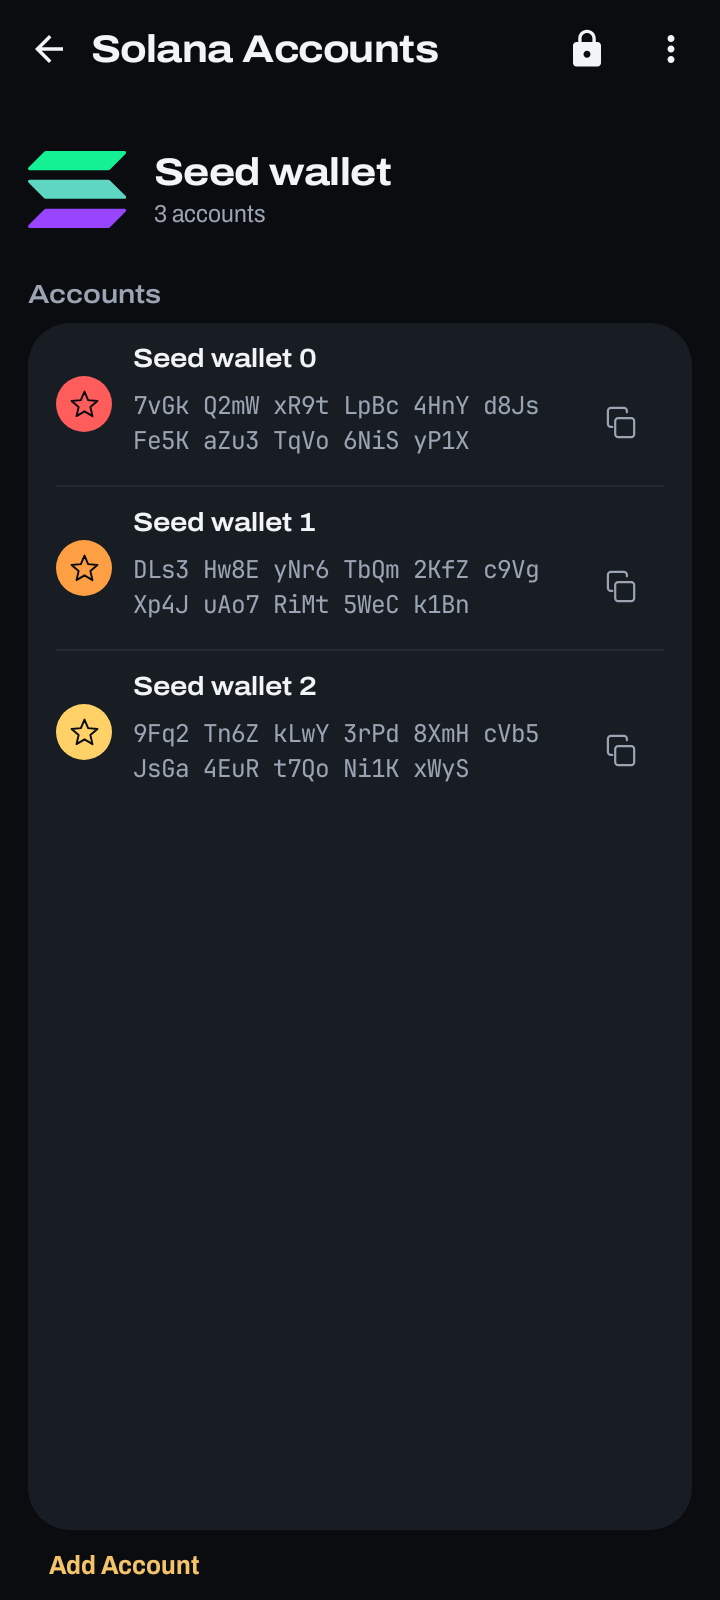 Solana Accounts
Seed wallet
3 accounts
Accounts
Seed wallet 0
7vGk Q2mW xR9t LpBc 4HnY d8Js
Fe5K aZu3 TqVo 6NiS yP1X
Seed wallet 1
DLs3 Hw8E yNr6 TbQm 2KfZ c9Vg
Xp4J uAo7 RiMt 5WeC k1Bn
Seed wallet 2
9Fq2 Tn6Z kLwY 3rPd 8XmH cVb5
JsGa 4EuR t7Qo Ni1K xWyS
Add Account